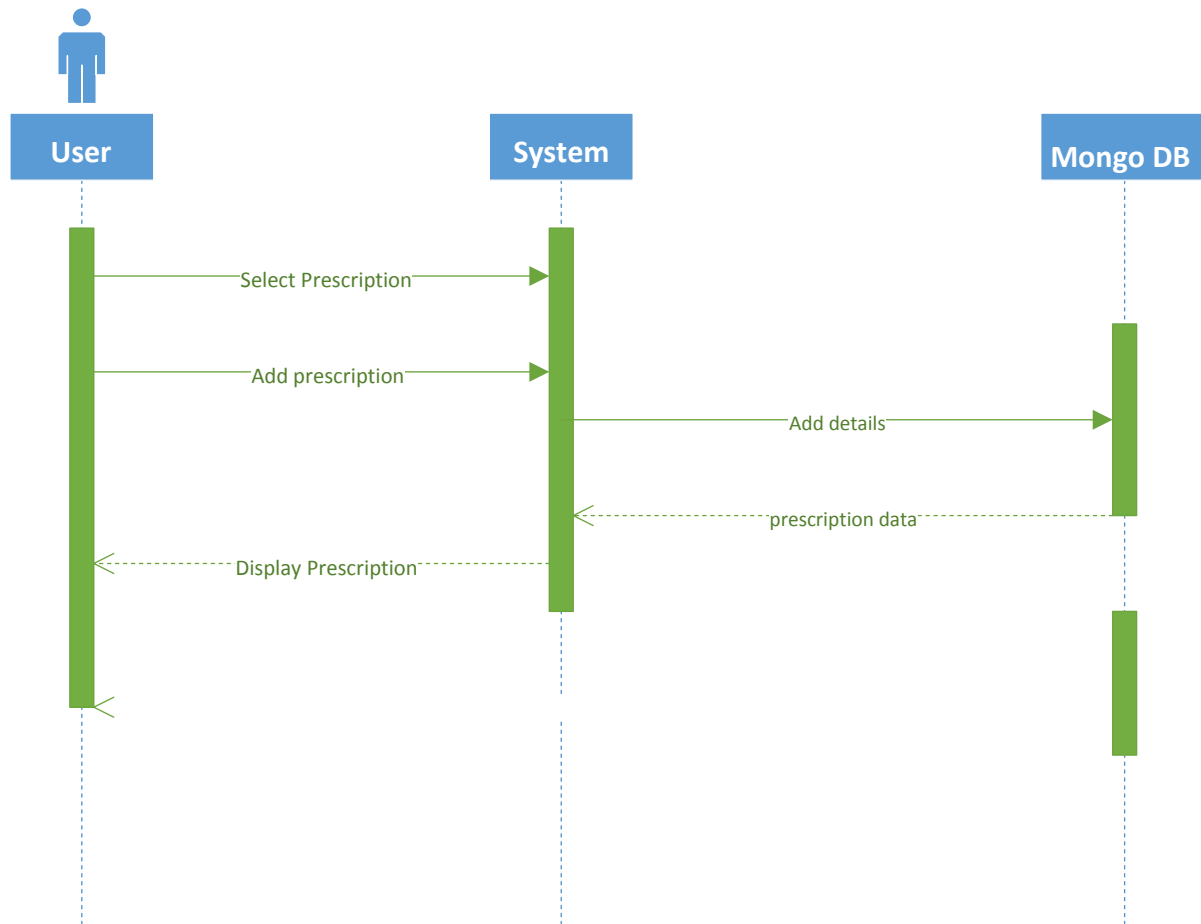 User
System
Mongo DB
Select Prescription
Add prescription
Add details
prescription data
Display Prescription